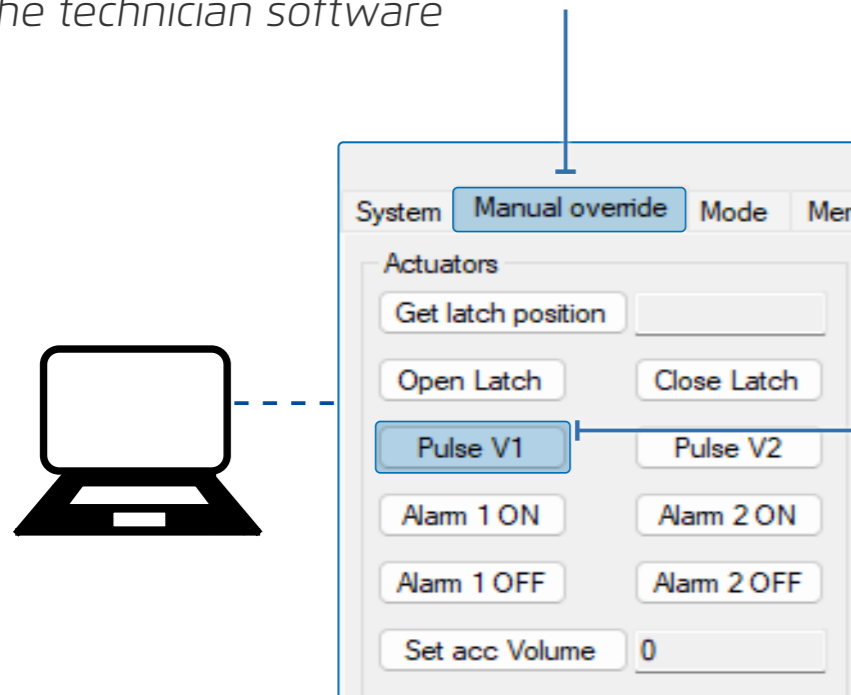 he technician software
System Manual override Mode Mer
Actuators
Get latch position
Open Latch Close Latch
Pulse V1 Pulse V2
Alarm 1 ON Alarm 2 ON
Alarm 1 OFF Alarm 2 OFF
Set acc Volume 0